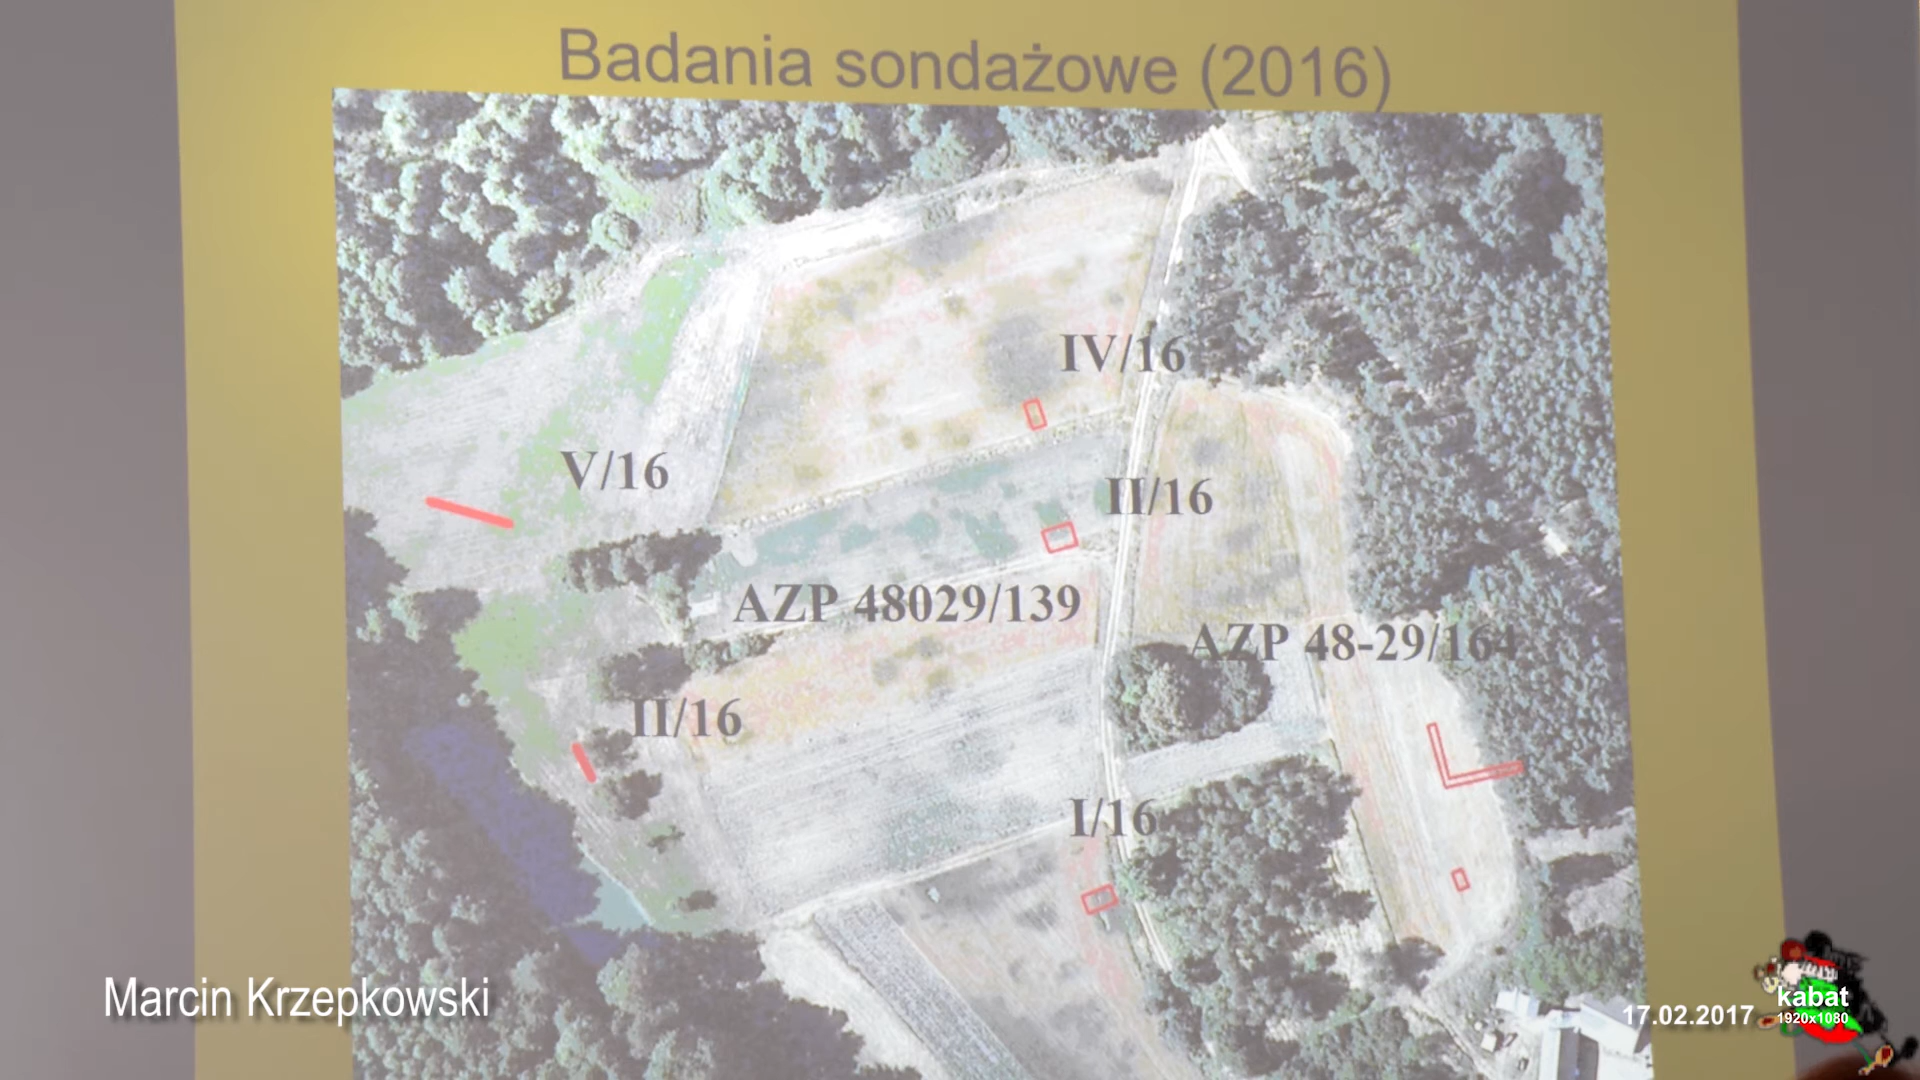 Badania sondażowe (2016)
IV/16
V/16
II/16
AZP 48029/139
AZP 48-29/164
II/16
I/16
Marcin Krzepkowski
17.02.2017
kabat
1920x1080